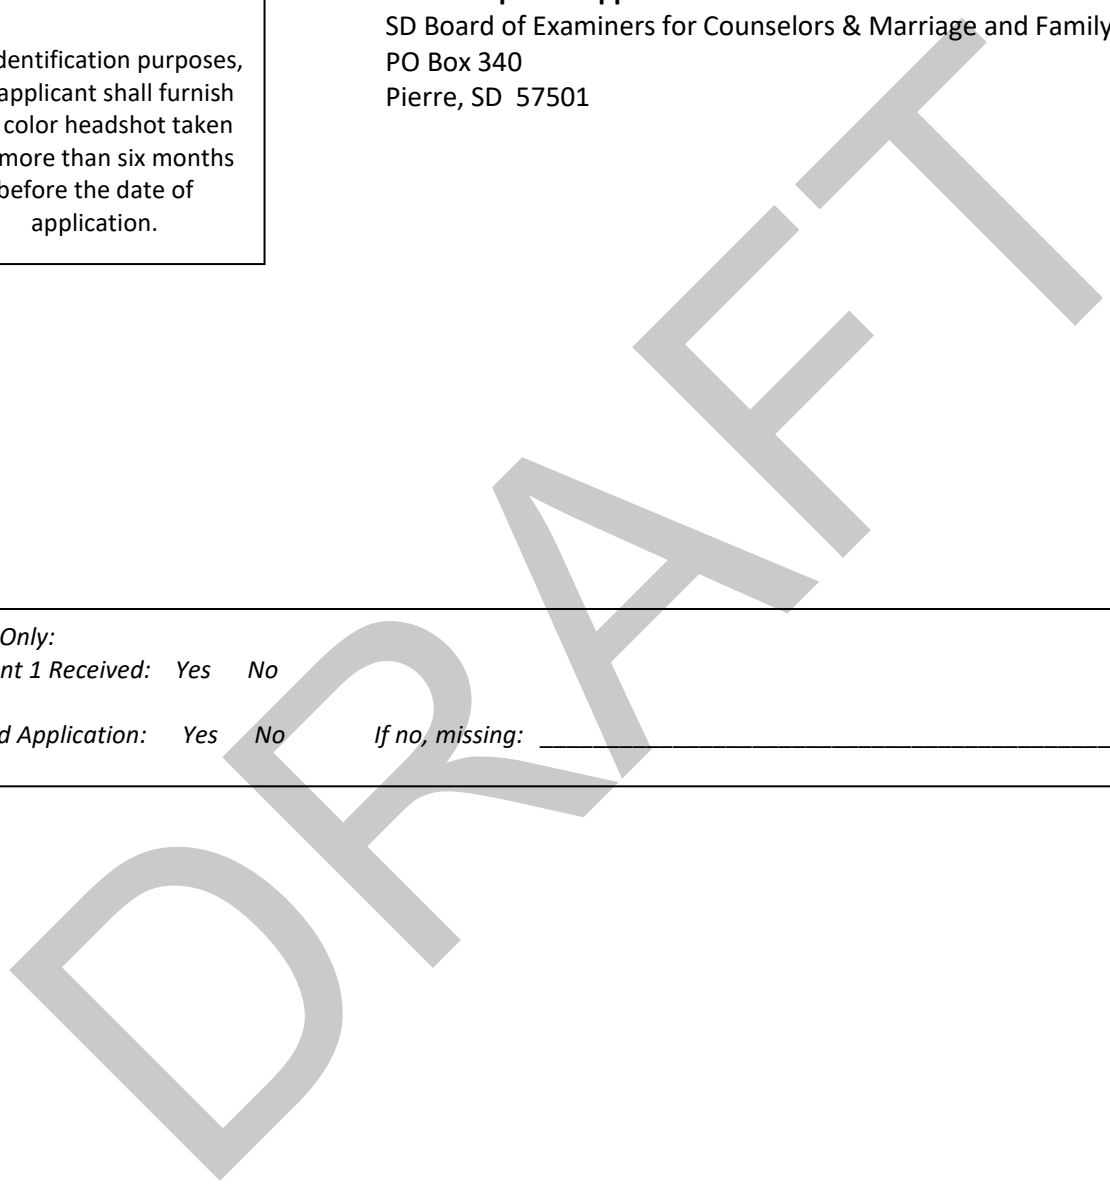 SD Board of Examiners for Counselors & Marriage and Family
PO Box 340
Pierre, SD 57501
identification purposes,
applicant shall furnish
color headshot taken
more than six months
before the date of
application.
Only:
1 Received: Yes No
Application: Yes No If no, missing: ____________________
DRAFT